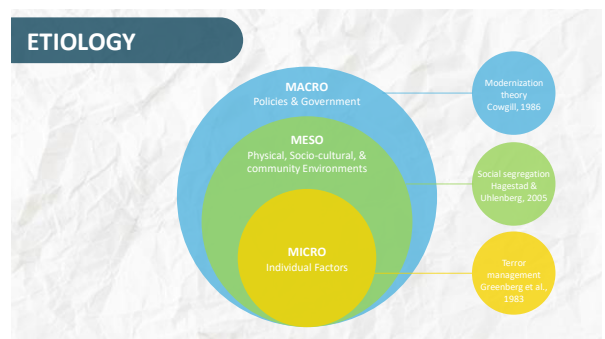 ETIOLOGY
MACRO
Policies & Government
MESO
Physical, Socio-cultural, &
community Environments
MICRO
Individual Factors
Modernization
theory
Cowgill, 1986
Social segregation
Hagestad &
Uhlenberg, 2005
Terror
management
Greenberg et al.,
1983